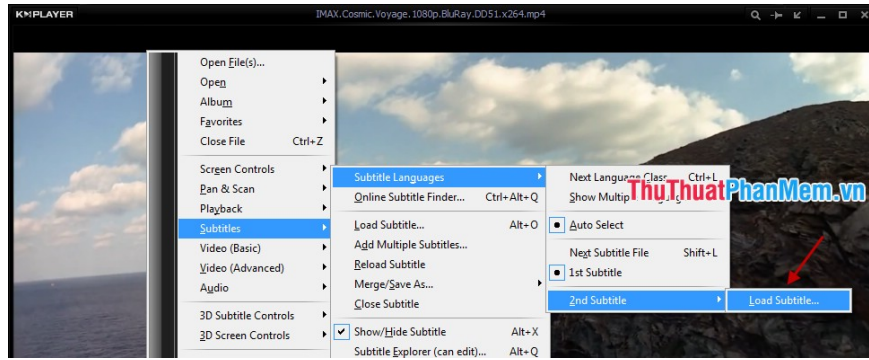 KMPLAYER
IMAX.Cosmic.Voyage.1080p.BluRay.DD51.x264.mp4
Open File(s)...
Open
Album
Favorites
Close File Ctrl+Z
Screen Controls
Pan & Scan
Playback
Subtitles
Video (Basic)
Video (Advanced)
Audio
3D Subtitle Controls
3D Screen Controls
Subtitle Languages
Online Subtitle Finder... Ctrl+Alt+Q
Load Subtitle... Alt+O
Add Multiple Subtitles...
Reload Subtitle
Merge/Save As...
Close Subtitle
Show/Hide Subtitle Alt+X
Subtitle Explorer (can edit)... Alt+Q
Next Language Class Ctrl+L
Show
ThuThuatPhanMem.vn
Auto Select
Next Subtitle File Shift+L
1st Subtitle
2nd Subtitle
Load Subtitle...